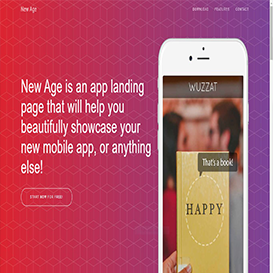 New Age
DOWNLOAD FEATURES CONTACT
New Age is an app landing
page that will help you
beautifully showcase your
new mobile app, or anything
else!
START NOW FOR FREE!
WUZZAT
That's a book!
HAPPY